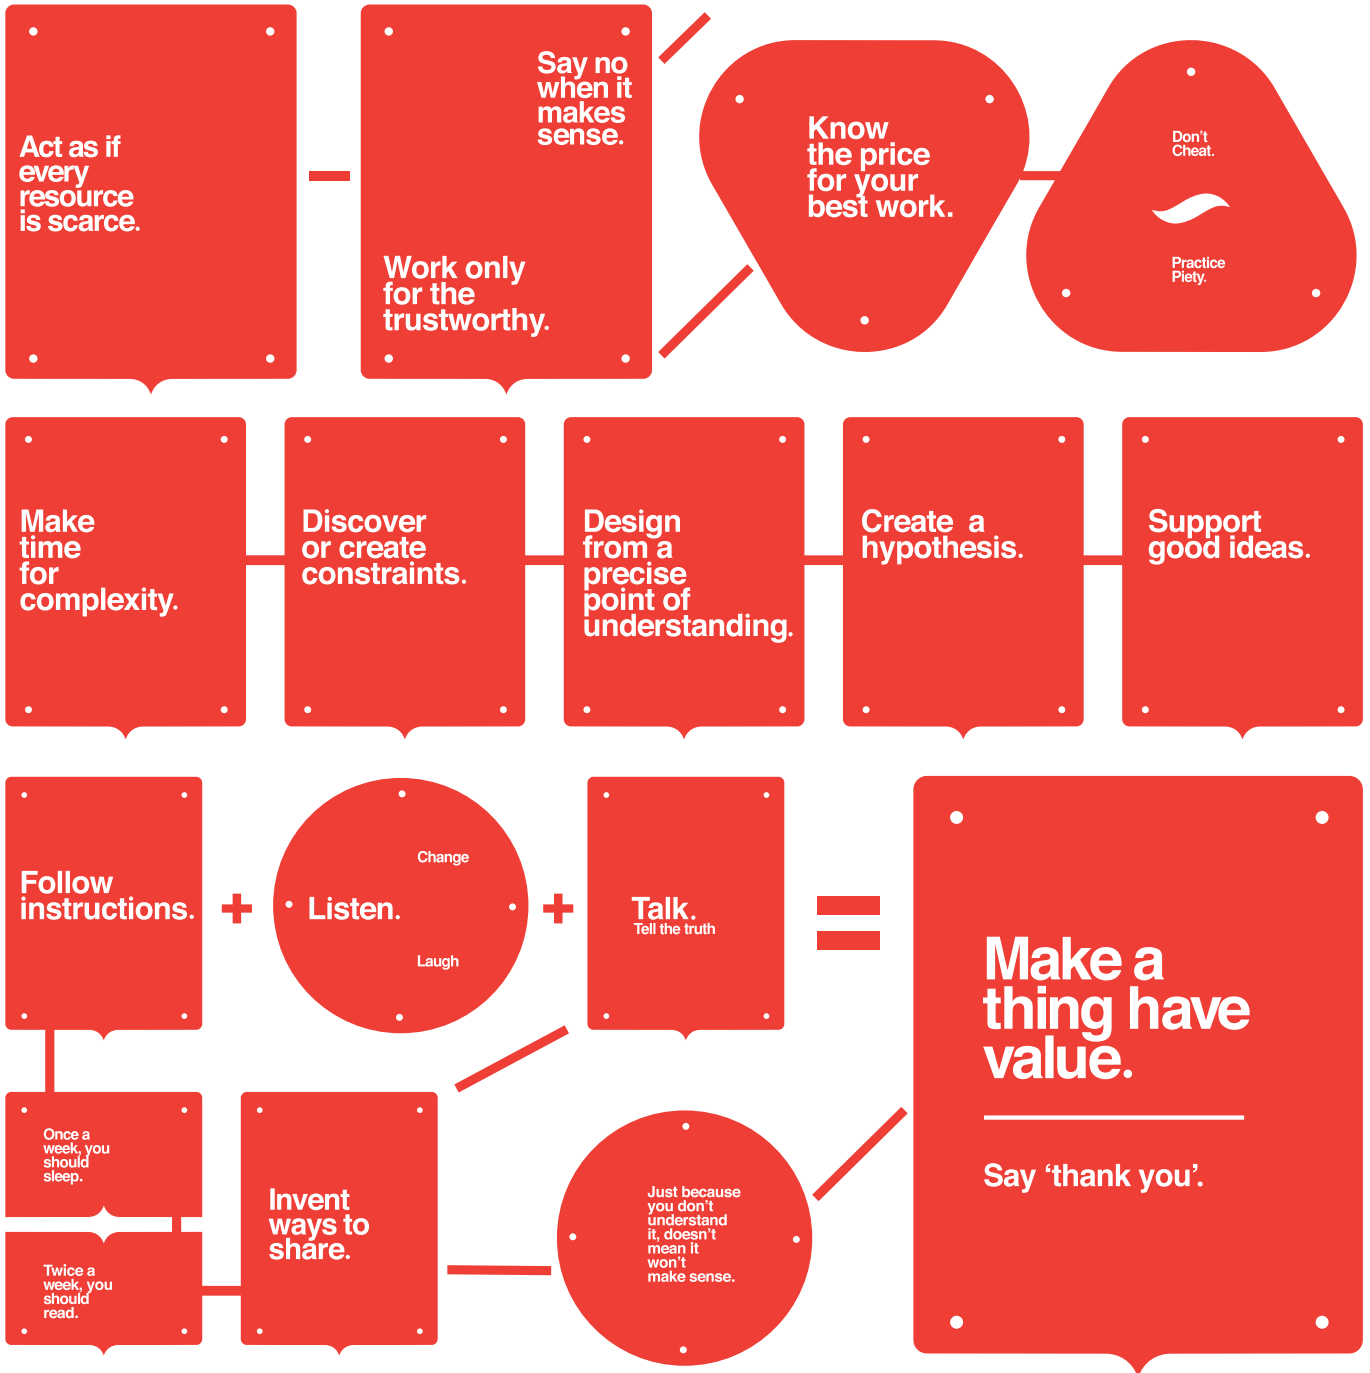 Act as if
every
resource
is scarce.
Say no
when it
makes
sense.
Work only
for the
trustworthy.
Know
the price
for your
best work.
Don't
Cheat.
Practice
Piety.
Make
time
for
complexity.
Discover
or create
constraints.
Design
from a
precise
point of
understanding.
Create a
hypothesis.
Support
good ideas.
Follow
instructions.
Change
Listen.
Laugh
Talk.
Tell the truth
Make a
thing have
value.
Say ‘thank you’.
Once a
week, you
should
sleep.
Twice a
week, you
should
read.
Invent
ways to
share.
Just because
you don't
understand
it, doesn't
mean it
won't
make sense.